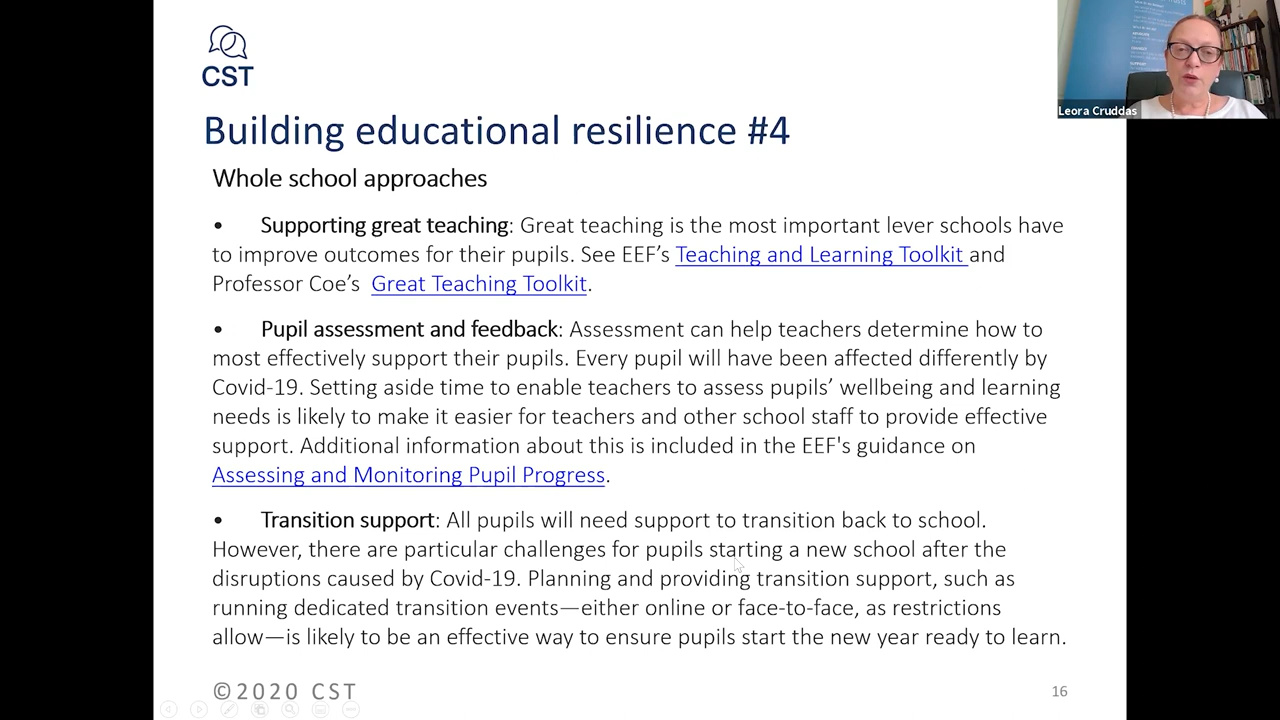 CST
Leora Cruddas
Building educational resilience #4
Whole school approaches
• Supporting great teaching: Great teaching is the most important lever schools have
to improve outcomes for their pupils. See EEF’s Teaching and Learning Toolkit and
Professor Coe’s Great Teaching Toolkit.
• Pupil assessment and feedback: Assessment can help teachers determine how to
most effectively support their pupils. Every pupil will have been affected differently by
Covid-19. Setting aside time to enable teachers to assess pupils’ wellbeing and learning
needs is likely to make it easier for teachers and other school staff to provide effective
support. Additional information about this is included in the EEF's guidance on
Assessing and Monitoring Pupil Progress.
• Transition support: All pupils will need support to transition back to school.
However, there are particular challenges for pupils starting a new school after the
disruptions caused by Covid-19. Planning and providing transition support, such as
running dedicated transition events—either online or face-to-face, as restrictions
allow—is likely to be an effective way to ensure pupils start the new year ready to learn.
©2020 CST
16